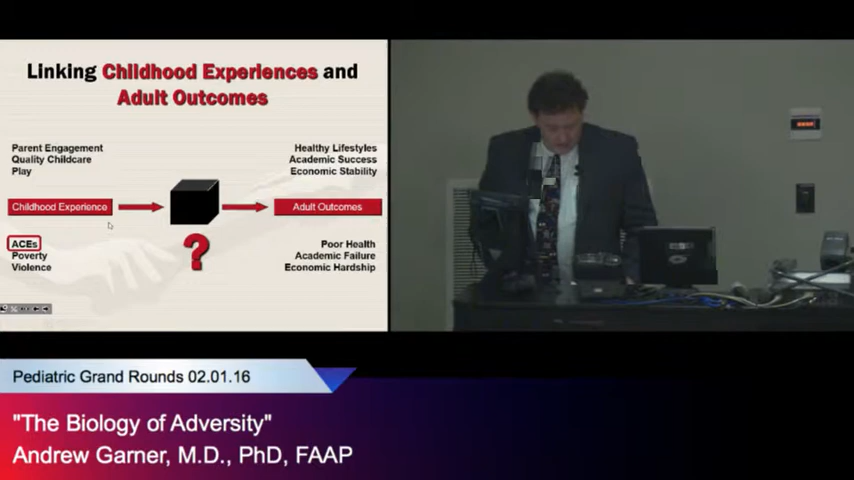 Linking Childhood Experiences and
Adult Outcomes
Parent Engagement
Quality Childcare
Play
Healthy Lifestyles
Academic Success
Economic Stability
Childhood Experience
Adult Outcomes
?
ACEs
Poverty
Violence
Poor Health
Academic Failure
Economic Hardship
Pediatric Grand Rounds 02.01.16
"The Biology of Adversity"
Andrew Garner, M.D., PhD, FAAP